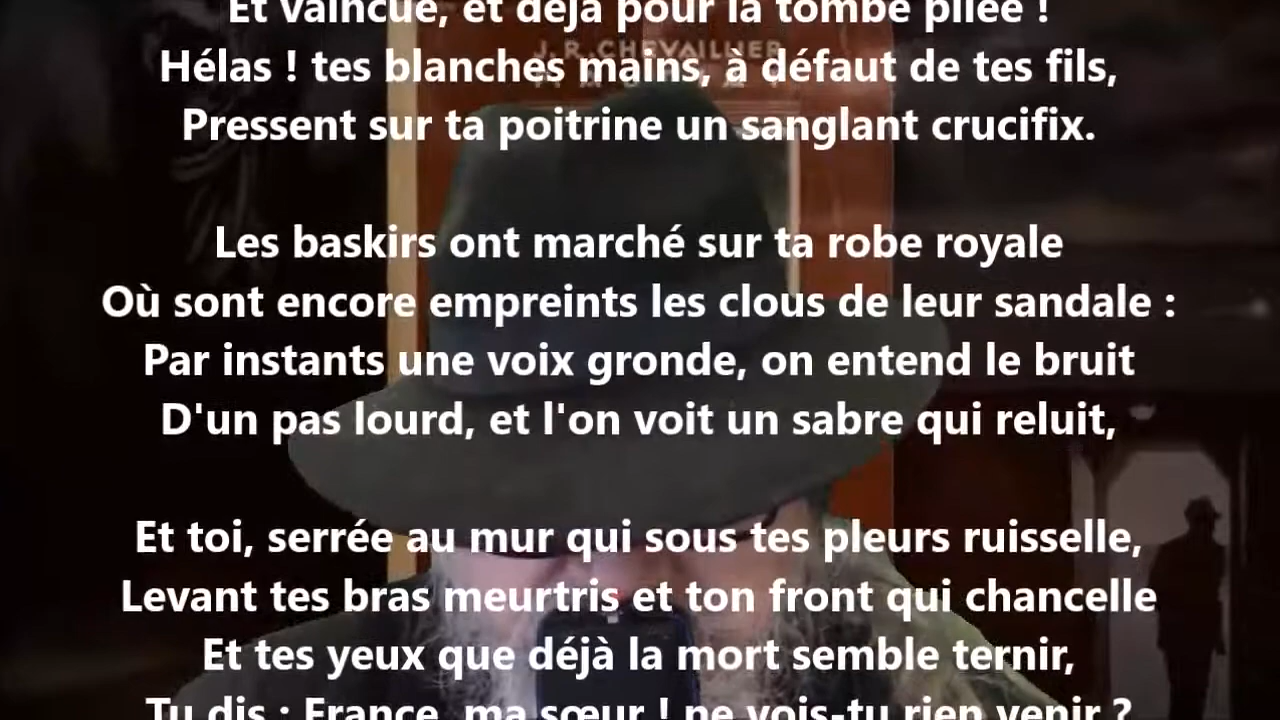 Et vaincue, et déjà pour la tombe pliée !
J.R.CHEVAILLIER
Hélas ! tes blanches mains, à défaut de tes fils,
Pressent sur ta poitrine un sanglant crucifix.
Les baskirs ont marché sur ta robe royale
Où sont encore empreints les clous de leur sandale :
Par instants une voix gronde, on entend le bruit
D'un pas lourd, et l'on voit un sabre qui reluit,
Et toi, serrée au mur qui sous tes pleurs ruisselle,
Levant tes bras meurtris et ton front qui chancelle
Et tes yeux que déjà la mort semble ternir,
Tu dis : France, ma sœur ! ne vois-tu rien venir ?